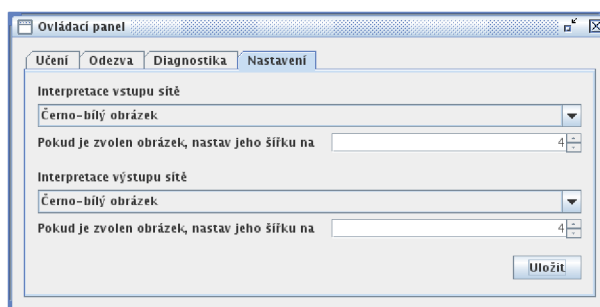 Ovládací panel
Učení Odezva Diagnostika Nastavení
Interpretace vstupu sítě
Černo-bílý obrázek
Pokud je zvolen obrázek, nastav jeho šířku na 4
Interpretace výstupu sítě
Černo-bílý obrázek
Pokud je zvolen obrázek, nastav jeho šířku na 4
Uložit